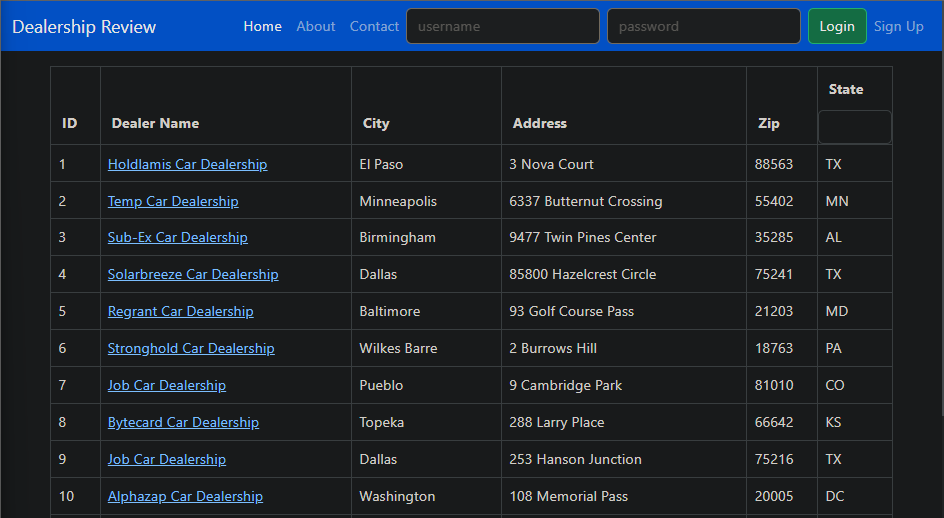 Dealership Review Home About Contact username password Login Sign Up
State
ID Dealer Name City Address Zip
1 Holdlamis Car Dealership El Paso 3 Nova Court 88563 TX
2 Temp Car Dealership Minneapolis 6337 Butternut Crossing 55402 MN
3 Sub-Ex Car Dealership Birmingham 9477 Twin Pines Center 35285 AL
4 Solarbreeze Car Dealership Dallas 85800 Hazelcrest Circle 75241 TX
5 Regrant Car Dealership Baltimore 93 Golf Course Pass 21203 MD
6 Stronghold Car Dealership Wilkes Barre 2 Burrows Hill 18763 PA
7 Job Car Dealership Pueblo 9 Cambridge Park 81010 CO
8 Bytecard Car Dealership Topeka 288 Larry Place 66642 KS
9 Job Car Dealership Dallas 253 Hanson Junction 75216 TX
10 Alphazap Car Dealership Washington 108 Memorial Pass 20005 DC